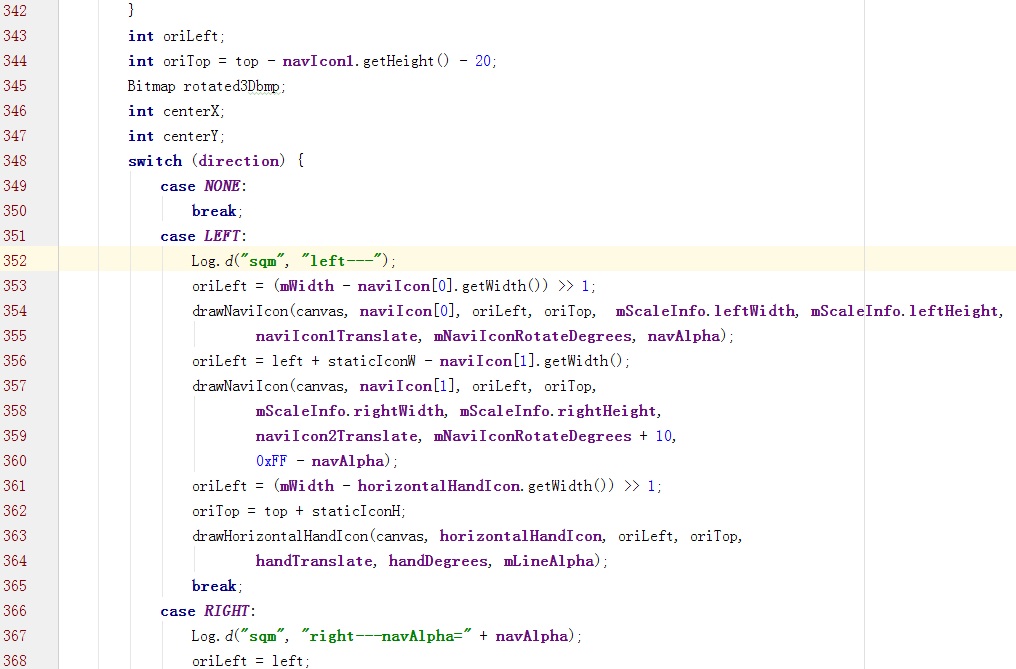 342 }
343 int oriLeft;
344 int oriTop = top - navIcon1.getHeight() - 20;
345 Bitmap rotated3Dbmp;
346 int centerX;
347 int centerY;
348 switch (direction) {
349 case NONE:
350 break;
351 case LEFT:
352 Log.d("sqm", "left---");
353 oriLeft = (mWidth - naviIcon[0].getWidth()) >> 1;
354 drawNaviIcon(canvas, naviIcon[0], oriLeft, oriTop, mScaleInfo.leftWidth, mScaleInfo.leftHeight,
355 naviIcon1Translate, mNaviIconRotateDegrees, navAlpha);
356 oriLeft = left + staticIconW - naviIcon[1].getWidth();
357 drawNaviIcon(canvas, naviIcon[1], oriLeft, oriTop,
358 mScaleInfo.rightWidth, mScaleInfo.rightHeight,
359 naviIcon2Translate, mNaviIconRotateDegrees + 10,
360 0xFF - navAlpha);
361 oriLeft = (mWidth - horizontalHandIcon.getWidth()) >> 1;
362 oriTop = top + staticIconH;
363 drawHorizontalHandIcon(canvas, horizontalHandIcon, oriLeft, oriTop,
364 handTranslate, handDegrees, mLineAlpha);
365 break;
366 case RIGHT:
367 Log.d("sqm", "right---navAlpha=" + navAlpha);
368 oriLeft = left;